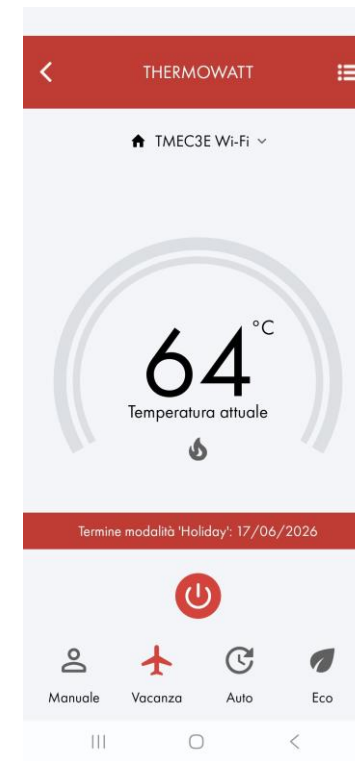 THERMOWATT
TMEC3E Wi-Fi
64 °C
Temperatura attuale
Termine modalità 'Holiday': 17/06/2026
Manuale Vacanza Auto Eco